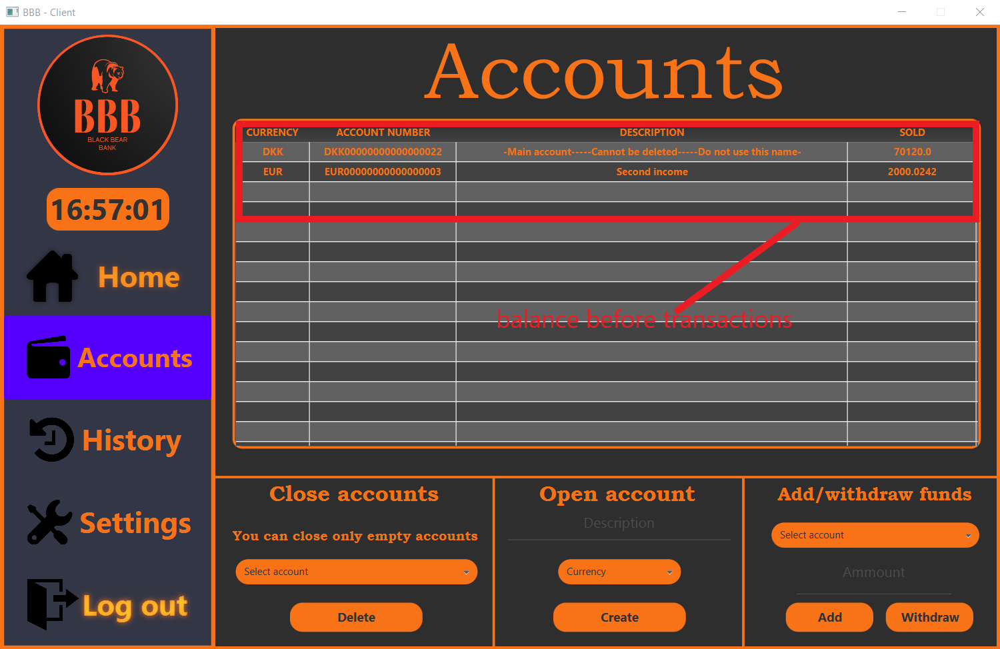 BBB - Client
BBB
BLACK BEAR
BANK
16:57:01
Home
Accounts
History
Settings
Log out
Accounts
CURRENCY ACCOUNT NUMBER DESCRIPTION SOLD
DKK DKK00000000000000022 -Main account-----Cannot be deleted-----Do not use this name- 70120.0
EUR EUR00000000000000003 Second income 2000.0242
balance before transactions
Close accounts
You can close only empty accounts
Select account
Delete
Open account
Description
Currency
Create
Add/withdraw funds
Select account
Ammount
Add Withdraw